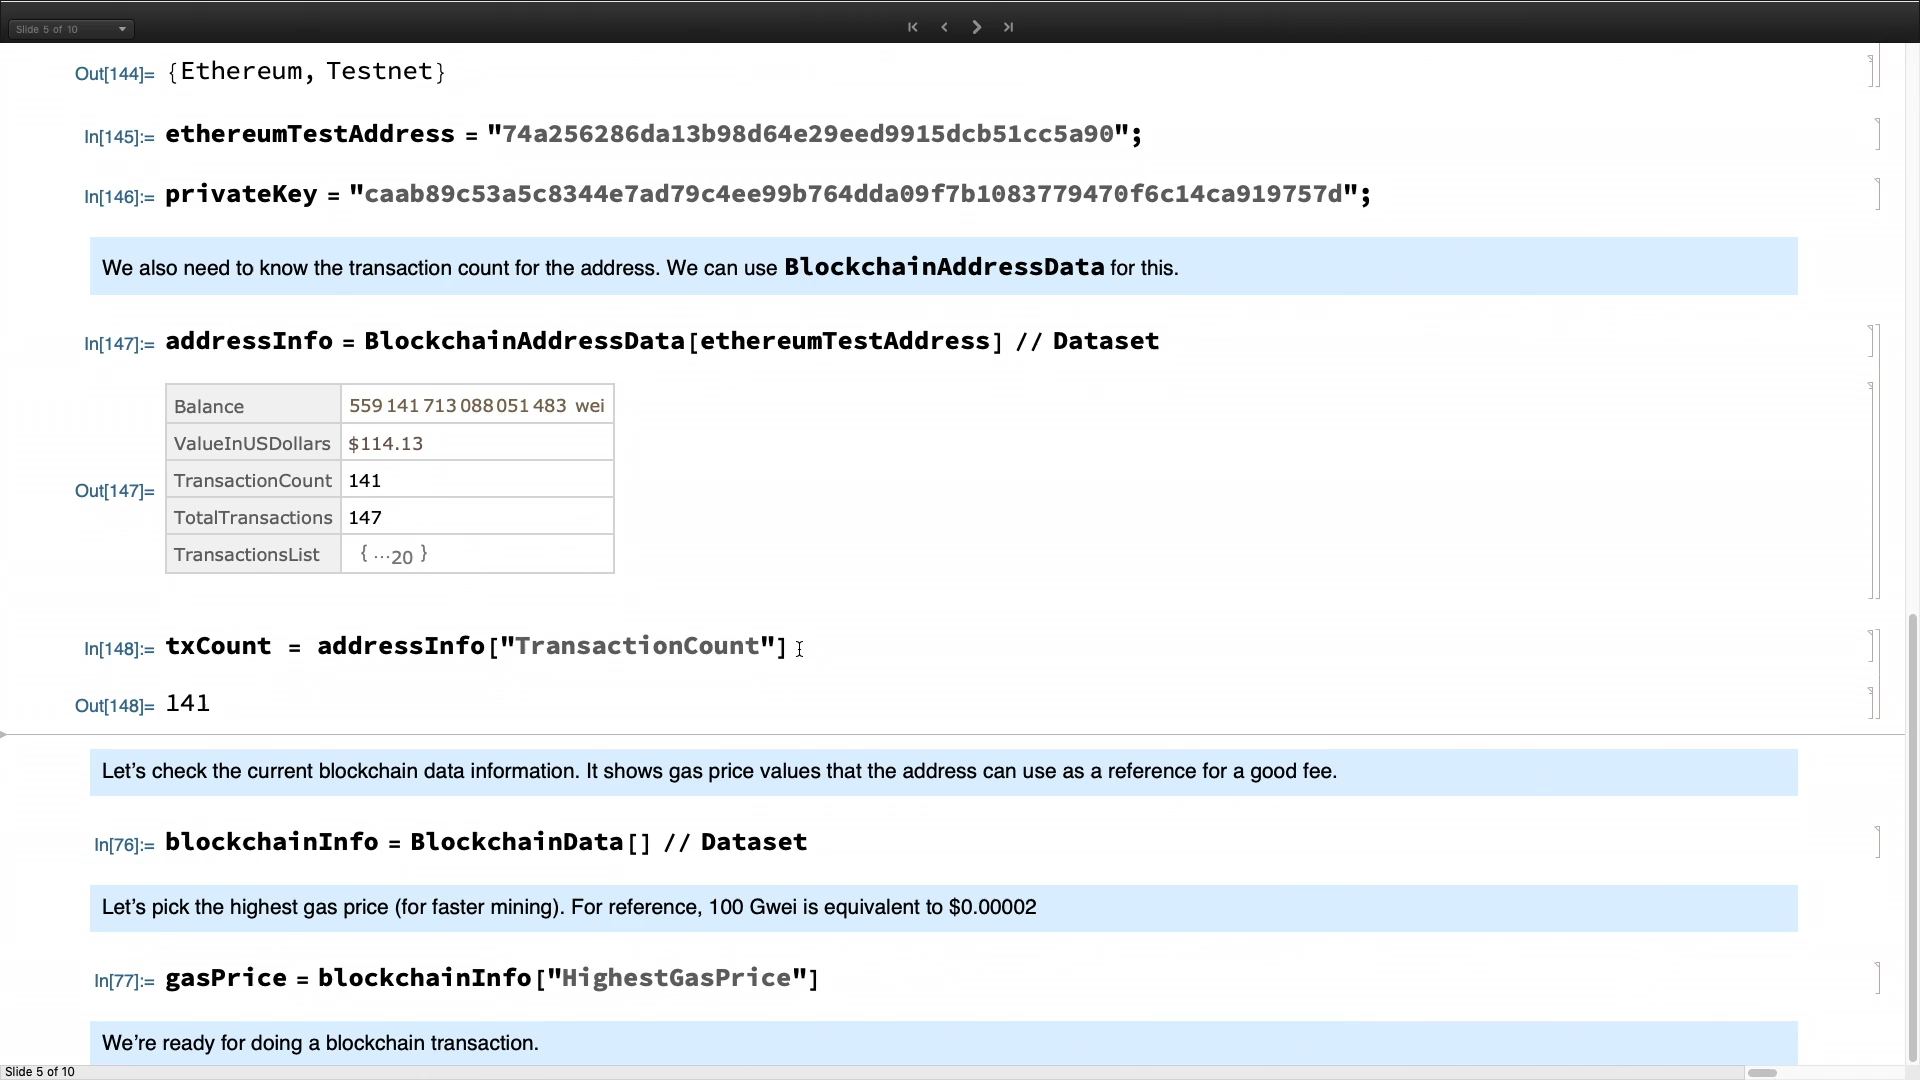 Slide 5 of 10
Out[144]= {Ethereum, Testnet}
In[145]:= ethereumTestAddress = "74a256286da13b98d64e29eed9915dcb51cc5a90";
In[146]:= privateKey = "caab89c53a5c8344e7ad79c4ee99b764dda09f7b1083779470f6c14ca919757d";
We also need to know the transaction count for the address. We can use BlockchainAddressData for this.
In[147]:= addressInfo = BlockchainAddressData[ethereumTestAddress] // Dataset
Balance 559 141 713 088 051 483 wei
ValueInUSDollars $114.13
TransactionCount 141
Out[147]=
TotalTransactions 147
TransactionsList { ...20 }
In[148]:= txCount = addressInfo["TransactionCount"]
Out[148]= 141
Let's check the current blockchain data information. It shows gas price values that the address can use as a reference for a good fee.
In[76]:= blockchainInfo = BlockchainData[] // Dataset
Let's pick the highest gas price (for faster mining). For reference, 100 Gwei is equivalent to $0.00002
In[77]:= gasPrice = blockchainInfo["HighestGasPrice"]
We're ready for doing a blockchain transaction.
Slide 5 of 10